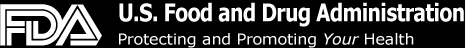 FDA U.S. Food and Drug Administration
Protecting and Promoting Your Health